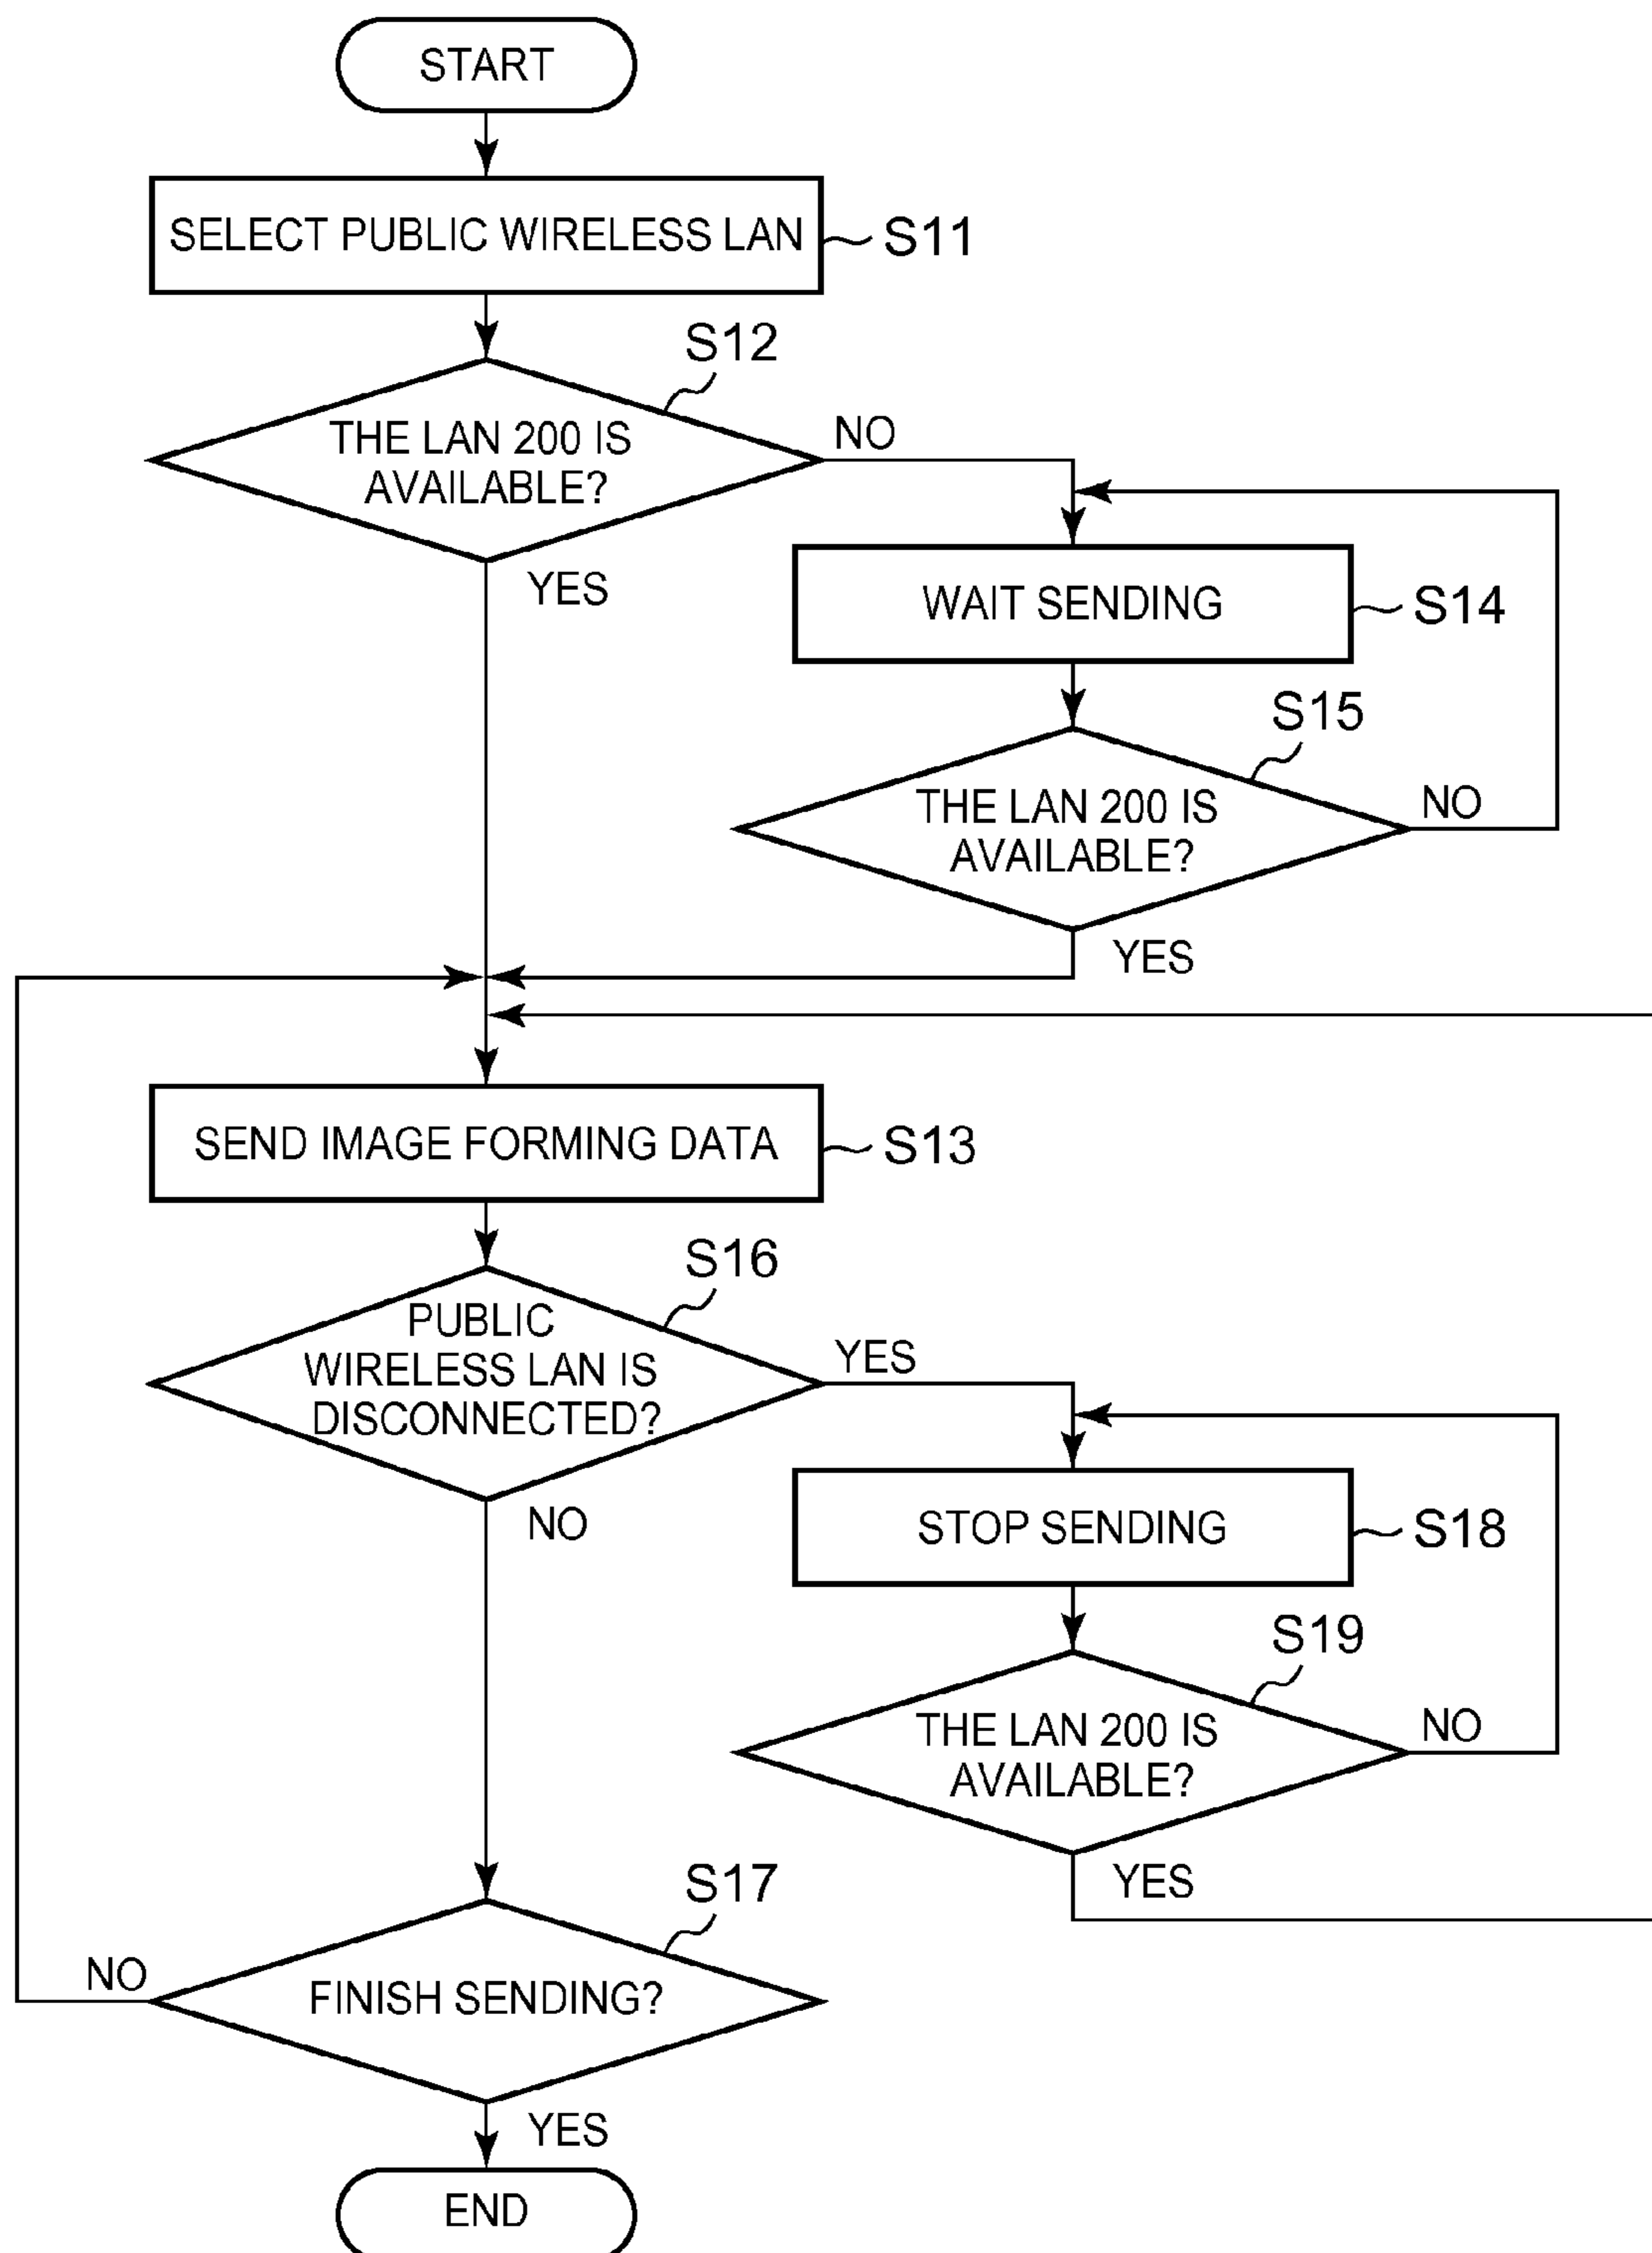 START
SELECT PUBLIC WIRELESS LAN
S11
S12
THE LAN 200 IS
AVAILABLE?
NO
YES
WAIT SENDING
S14
S15
THE LAN 200 IS
AVAILABLE?
NO
YES
SEND IMAGE FORMING DATA
S13
S16
PUBLIC
WIRELESS LAN IS
DISCONNECTED?
YES
NO
STOP SENDING
S18
S19
THE LAN 200 IS
AVAILABLE?
NO
YES
S17
FINISH SENDING?
NO
YES
END